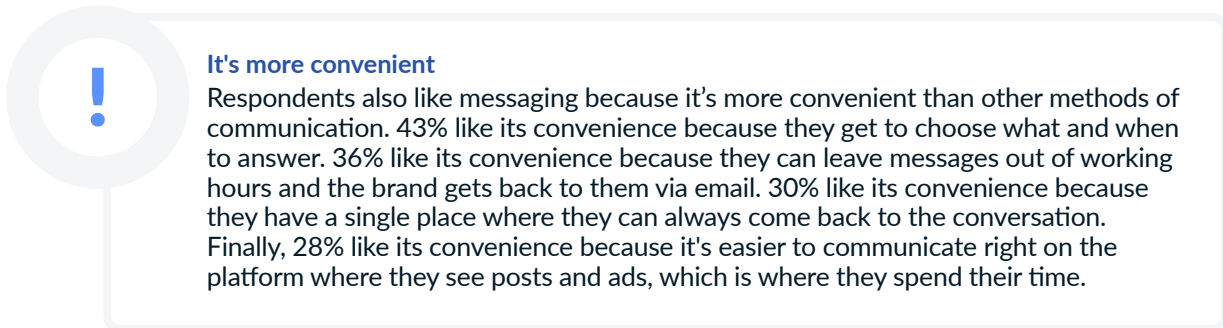 !
It's more convenient
Respondents also like messaging because it’s more convenient than other methods of
communication. 43% like its convenience because they get to choose what and when
to answer. 36% like its convenience because they can leave messages out of working
hours and the brand gets back to them via email. 30% like its convenience because
they have a single place where they can always come back to the conversation.
Finally, 28% like its convenience because it's easier to communicate right on the
platform where they see posts and ads, which is where they spend their time.